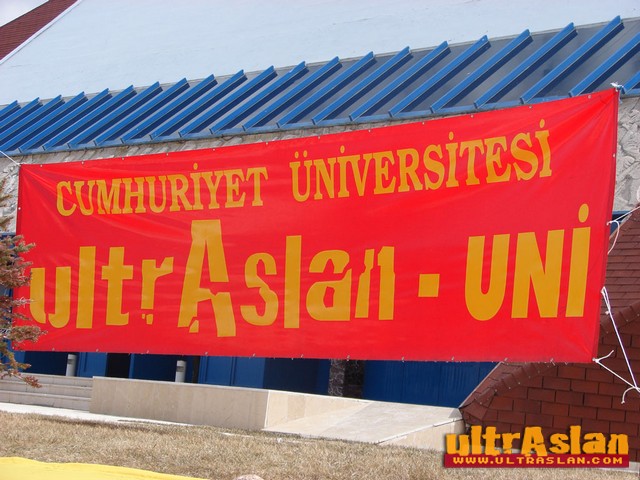 CUMHURİYET ÜNİVERSİTESİ
ultrAslan - UNİ
ultrAslan
WWW.ULTRASLAN.COM